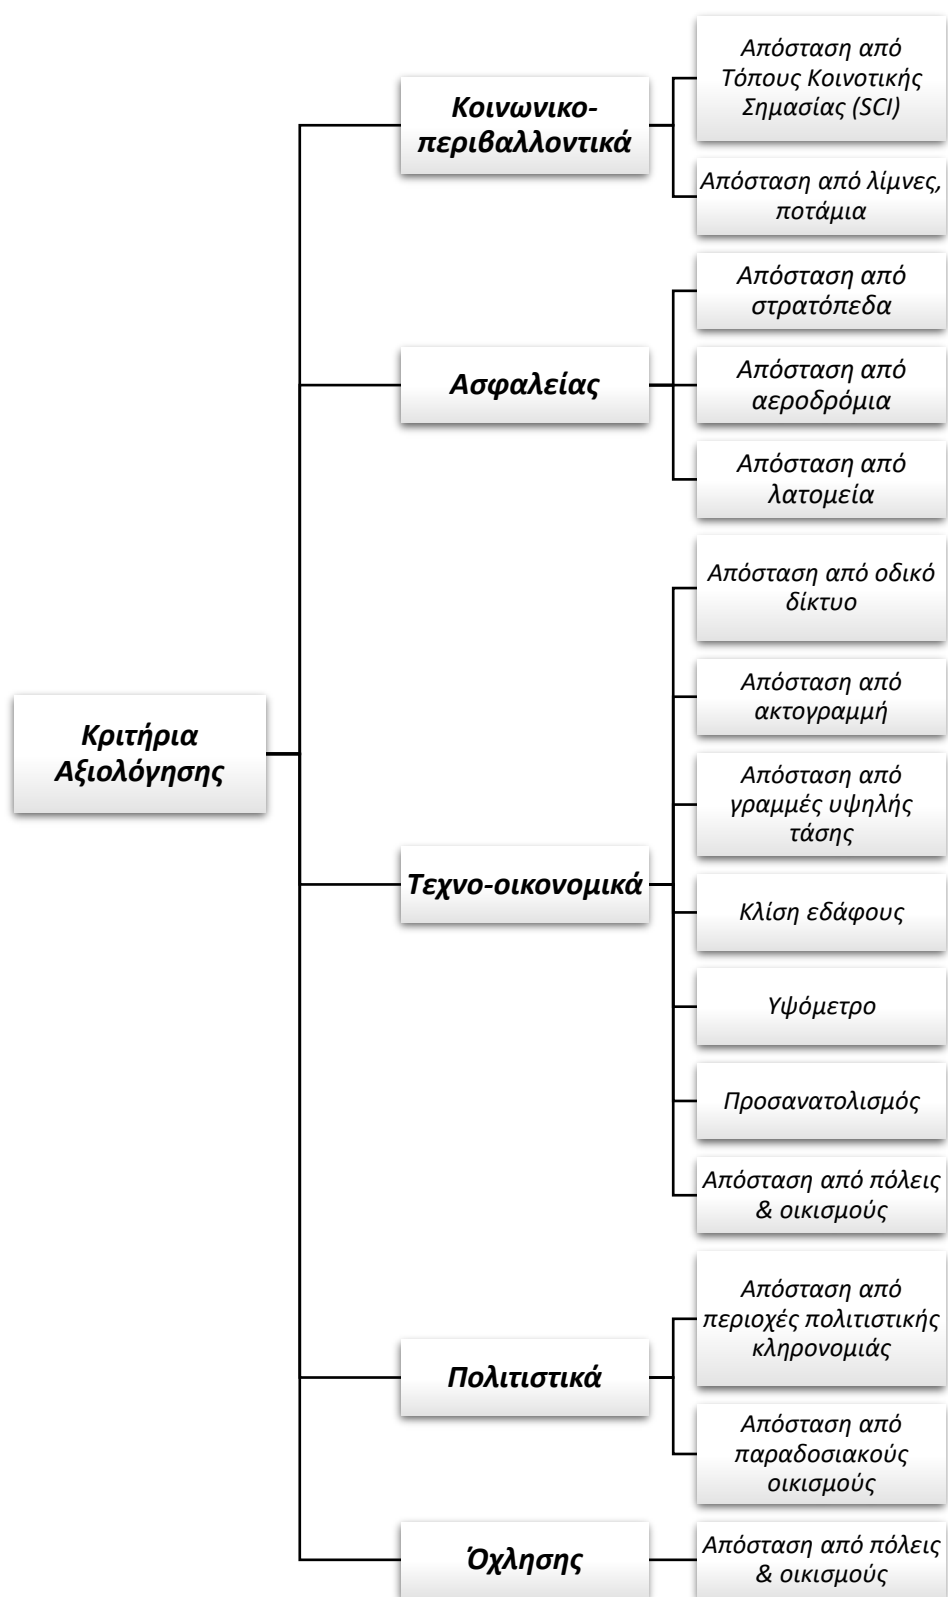 Κριτήρια
Αξιολόγησης
Κοινωνικο-
περιβαλλοντικά
Απόσταση από
Τόπους Κοινοτικής
Σημασίας (SCI)
Απόσταση από λίμνες,
ποτάμια
Ασφαλείας
Απόσταση από
στρατόπεδα
Απόσταση από
αεροδρόμια
Απόσταση από
λατομεία
Τεχνο-οικονομικά
Απόσταση από οδικό
δίκτυο
Απόσταση από
ακτογραμμή
Απόσταση από
γραμμές υψηλής
τάσης
Κλίση εδάφους
Υψόμετρο
Προσανατολισμός
Απόσταση από πόλεις
& οικισμούς
Πολιτιστικά
Απόσταση από
περιοχές πολιτιστικής
κληρονομιάς
Απόσταση από
παραδοσιακούς
οικισμούς
Όχλησης
Απόσταση από πόλεις
& οικισμούς